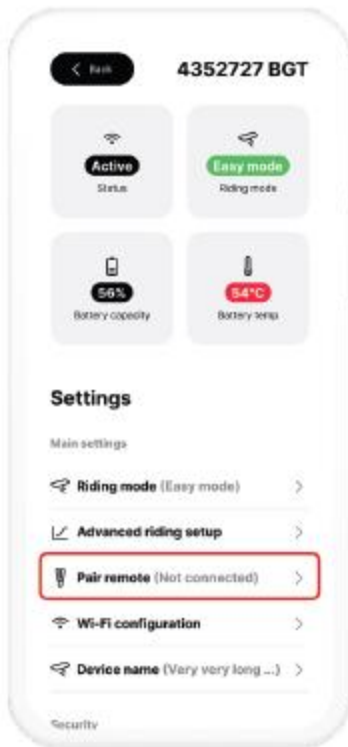 < Back
4352727 BGT
Active
Status
Easy mode
Riding mode
56%
Battery capacity
54°C
Battery temp
Settings
Main settings
Riding mode (Easy mode)
Advanced riding setup
Pair remote (Not connected)
Wi-Fi configuration
Device name (Very very long ...)
Security